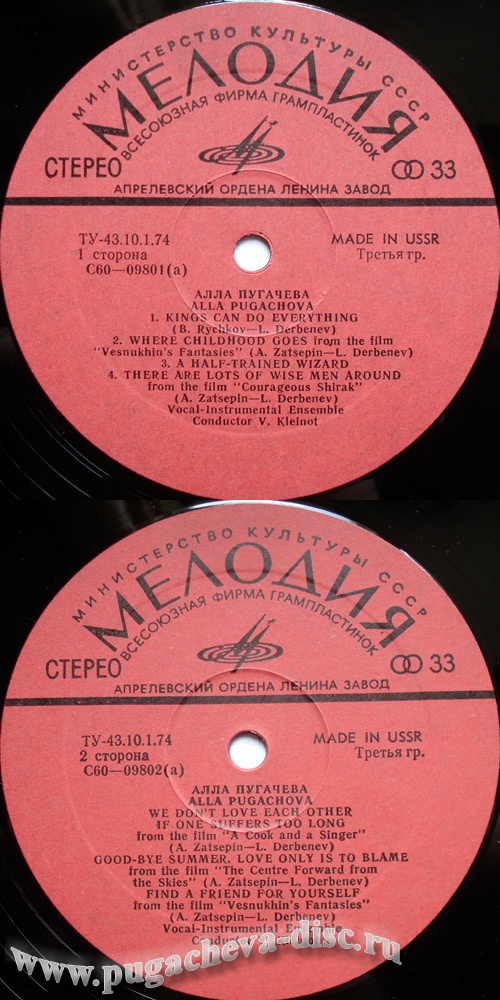 МИНИСТЕРСТВО КУЛЬТУРЫ СССР
МЕЛОДИЯ
ВСЕСОЮЗНАЯ ФИРМА ГРАМПЛАСТИНОК
СТЕРЕО 33
АПРЕЛЕВСКИЙ ОРДЕНА ЛЕНИНА ЗАВОД
ТУ-43.10.1.74 MADE IN USSR
1 сторона Третья гр.
С60—09801(а)
АЛЛА ПУГАЧЕВА
ALLA PUGACHOVA
1. KINGS CAN DO EVERYTHING
(B. Rychkov—L. Derbenev)
2. WHERE CHILDHOOD GOES from the film
"Vesnukhin's Fantasies" (A. Zatsepin—L. Derbenev)
3. A HALF-TRAINED WIZARD
4. THERE ARE LOTS OF WISE MEN AROUND
from the film "Courageous Shirak"
(A. Zatsepin—L. Derbenev)
Vocal-Instrumental Ensemble
Conductor V. Kleinot
МИНИСТЕРСТВО КУЛЬТУРЫ СССР
МЕЛОДИЯ
ВСЕСОЮЗНАЯ ФИРМА ГРАМПЛАСТИНОК
СТЕРЕО 33
АПРЕЛЕВСКИЙ ОРДЕНА ЛЕНИНА ЗАВОД
ТУ-43.10.1.74 MADE IN USSR
2 сторона Третья гр.
С60—09802(а)
АЛЛА ПУГАЧЕВА
ALLA PUGACHOVA
WE DON'T LOVE EACH OTHER
IF ONE SUFFERS TOO LONG
from the film "A Cook and a Singer"
(A. Zatsepin—L. Derbenev)
GOOD-BYE SUMMER, LOVE ONLY IS TO BLAME
from the film "The Centre Forward from
the Skies" (A. Zatsepin—L. Derbenev)
FIND A FRIEND FOR YOURSELF
from the film "Vesnukhin's Fantasies"
(A. Zatsepin—L. Derbenev)
Vocal-Instrumental Ensemble
Conductor
www.pugacheva-disc.ru